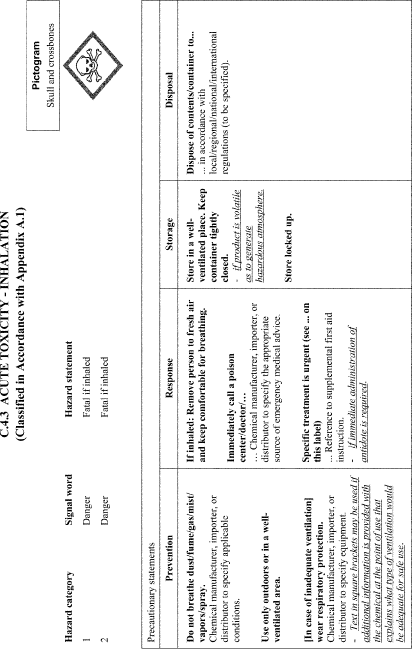 C.4.3 ACUTE TOXICITY - INHALATION
(Classified in Accordance with Appendix A.1)
Pictogram
Skull and crossbones
Hazard category Signal word Hazard statement
1 Danger Fatal if inhaled
2 Danger Fatal if inhaled
Precautionary statements
Prevention Response Storage Disposal
Do not breathe dust/fume/gas/mist/
vapors/spray.
Chemical manufacturer, importer, or
distributor to specify applicable
conditions.
Use only outdoors or in a well-
ventilated area.
[In case of inadequate ventilation]
wear respiratory protection.
Chemical manufacturer, importer, or
distributor to specify equipment.
- Text in square brackets may be used if
additional information is provided with
the chemical at the point of use that
explains what type of ventilation would
be adequate for safe use.
If inhaled: Remove person to fresh air
and keep comfortable for breathing.
Immediately call a poison
center/doctor/…
… Chemical manufacturer, importer, or
distributor to specify the appropriate
source of emergency medical advice.
Specific treatment is urgent (see ... on
this label)
... Reference to supplemental first aid
instruction.
- if immediate administration of
antidote is required.
Store in a well-
ventilated place. Keep
container tightly
closed.
- if product is volatile
as to generate
hazardous atmosphere.
Store locked up.
Dispose of contents/container to...
... in accordance with
local/regional/national/international
regulations (to be specified).